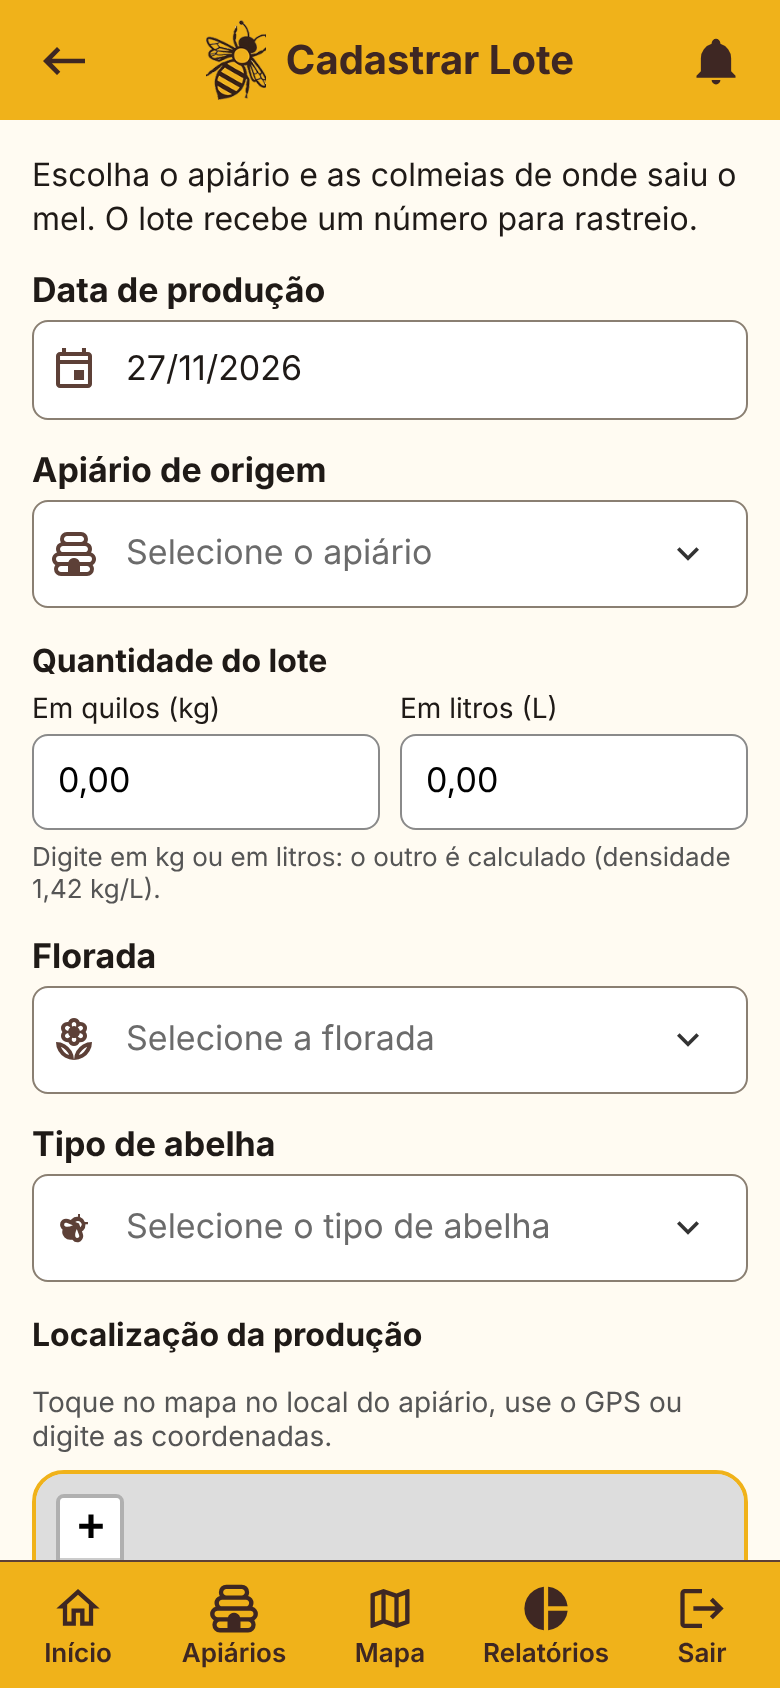 Cadastrar Lote
Escolha o apiário e as colmeias de onde saiu o
mel. O lote recebe um número para rastreio.
Data de produção
27/11/2026
Apiário de origem
Selecione o apiário
Quantidade do lote
Em quilos (kg)
Em litros (L)
0,00
0,00
Digite em kg ou em litros: o outro é calculado (densidade
1,42 kg/L).
Florada
Selecione a florada
Tipo de abelha
Selecione o tipo de abelha
Localização da produção
Toque no mapa no local do apiário, use o GPS ou
digite as coordenadas.
+
Início
Apiários
Mapa
Relatórios
Sair